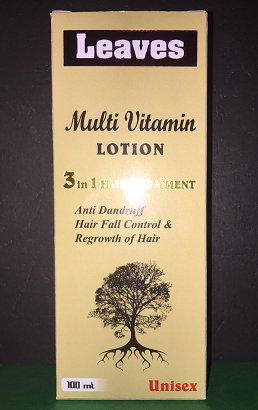 Leaves
Multi Vitamin
LOTION
3 in 1 HAIR TREATMENT
Anti Dandruff
Hair Fall Control &
Regrowth of Hair
100 ml
Unisex